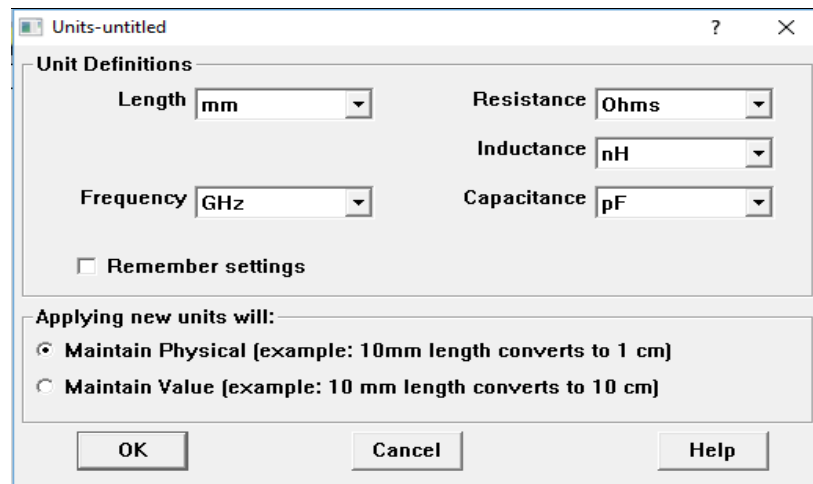 Units-untitled
Unit Definitions
Length mm Resistance Ohms
Inductance nH
Frequency GHz Capacitance pF
Remember settings
Applying new units will:
Maintain Physical (example: 10mm length converts to 1 cm)
Maintain Value (example: 10 mm length converts to 10 cm)
OK Cancel Help